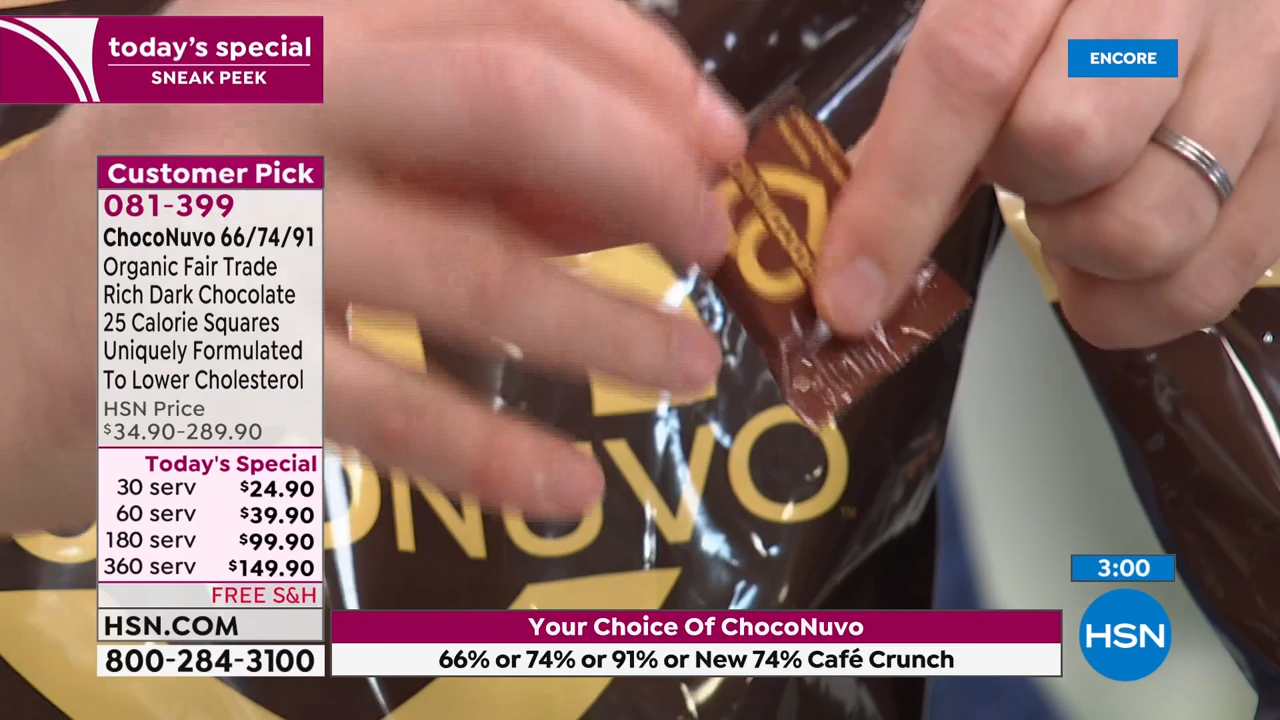 today's special
SNEAK PEEK
ENCORE
Customer Pick
081-399
ChocoNuvo 66/74/91
Organic Fair Trade
Rich Dark Chocolate
25 Calorie Squares
Uniquely Formulated
To Lower Cholesterol
HSN Price
$34.90-289.90
Today's Special
30 serv $24.90
60 serv $39.90
180 serv $99.90
360 serv $149.90
FREE S&H
HSN.COM
800-284-3100
ONUVO™
3:00
HSN
Your Choice Of ChocoNuvo
66% or 74% or 91% or New 74% Café Crunch